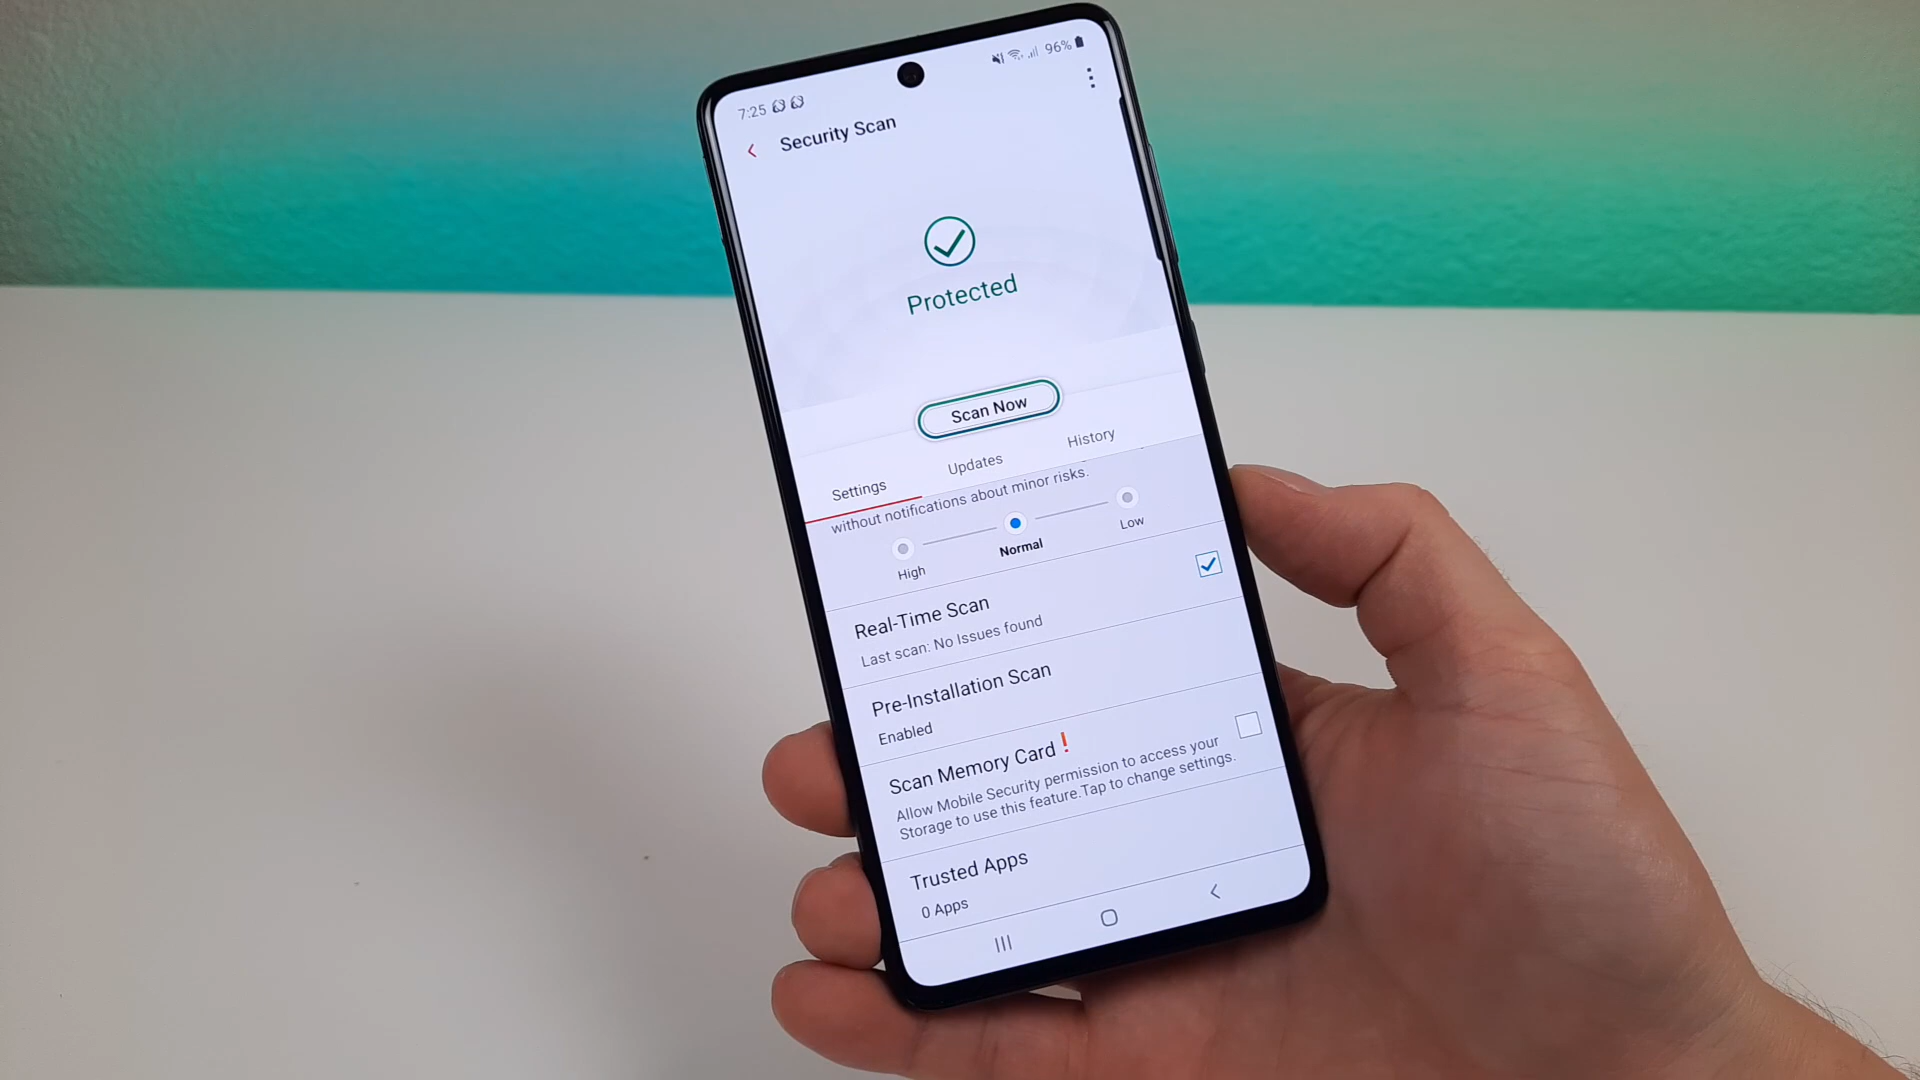 7:25
96%
Security Scan
Protected
Scan Now
Settings
Updates
History
without notifications about minor risks.
High
Normal
Low
Real-Time Scan
Last scan: No Issues found
Pre-Installation Scan
Enabled
Scan Memory Card❗
Allow Mobile Security permission to access your
Storage to use this feature.Tap to change settings.
Trusted Apps
0 Apps